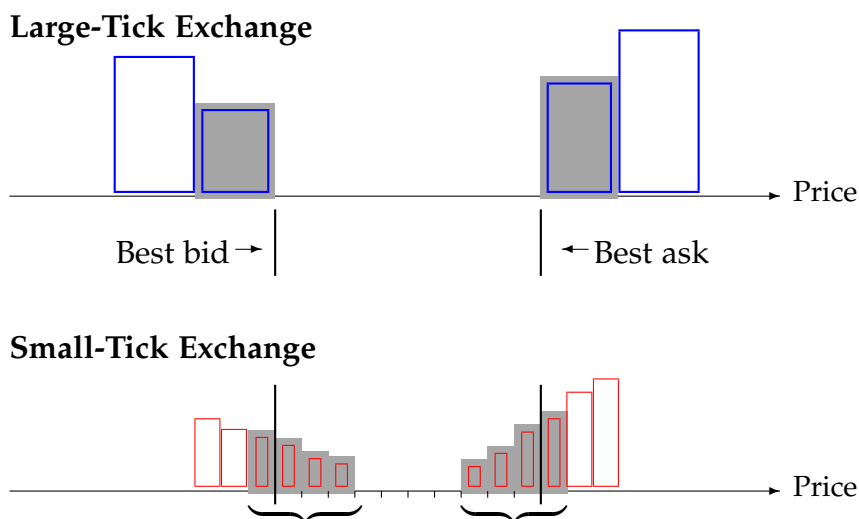 Large-Tick Exchange
Price
Best bid
Best ask
Small-Tick Exchange
Price